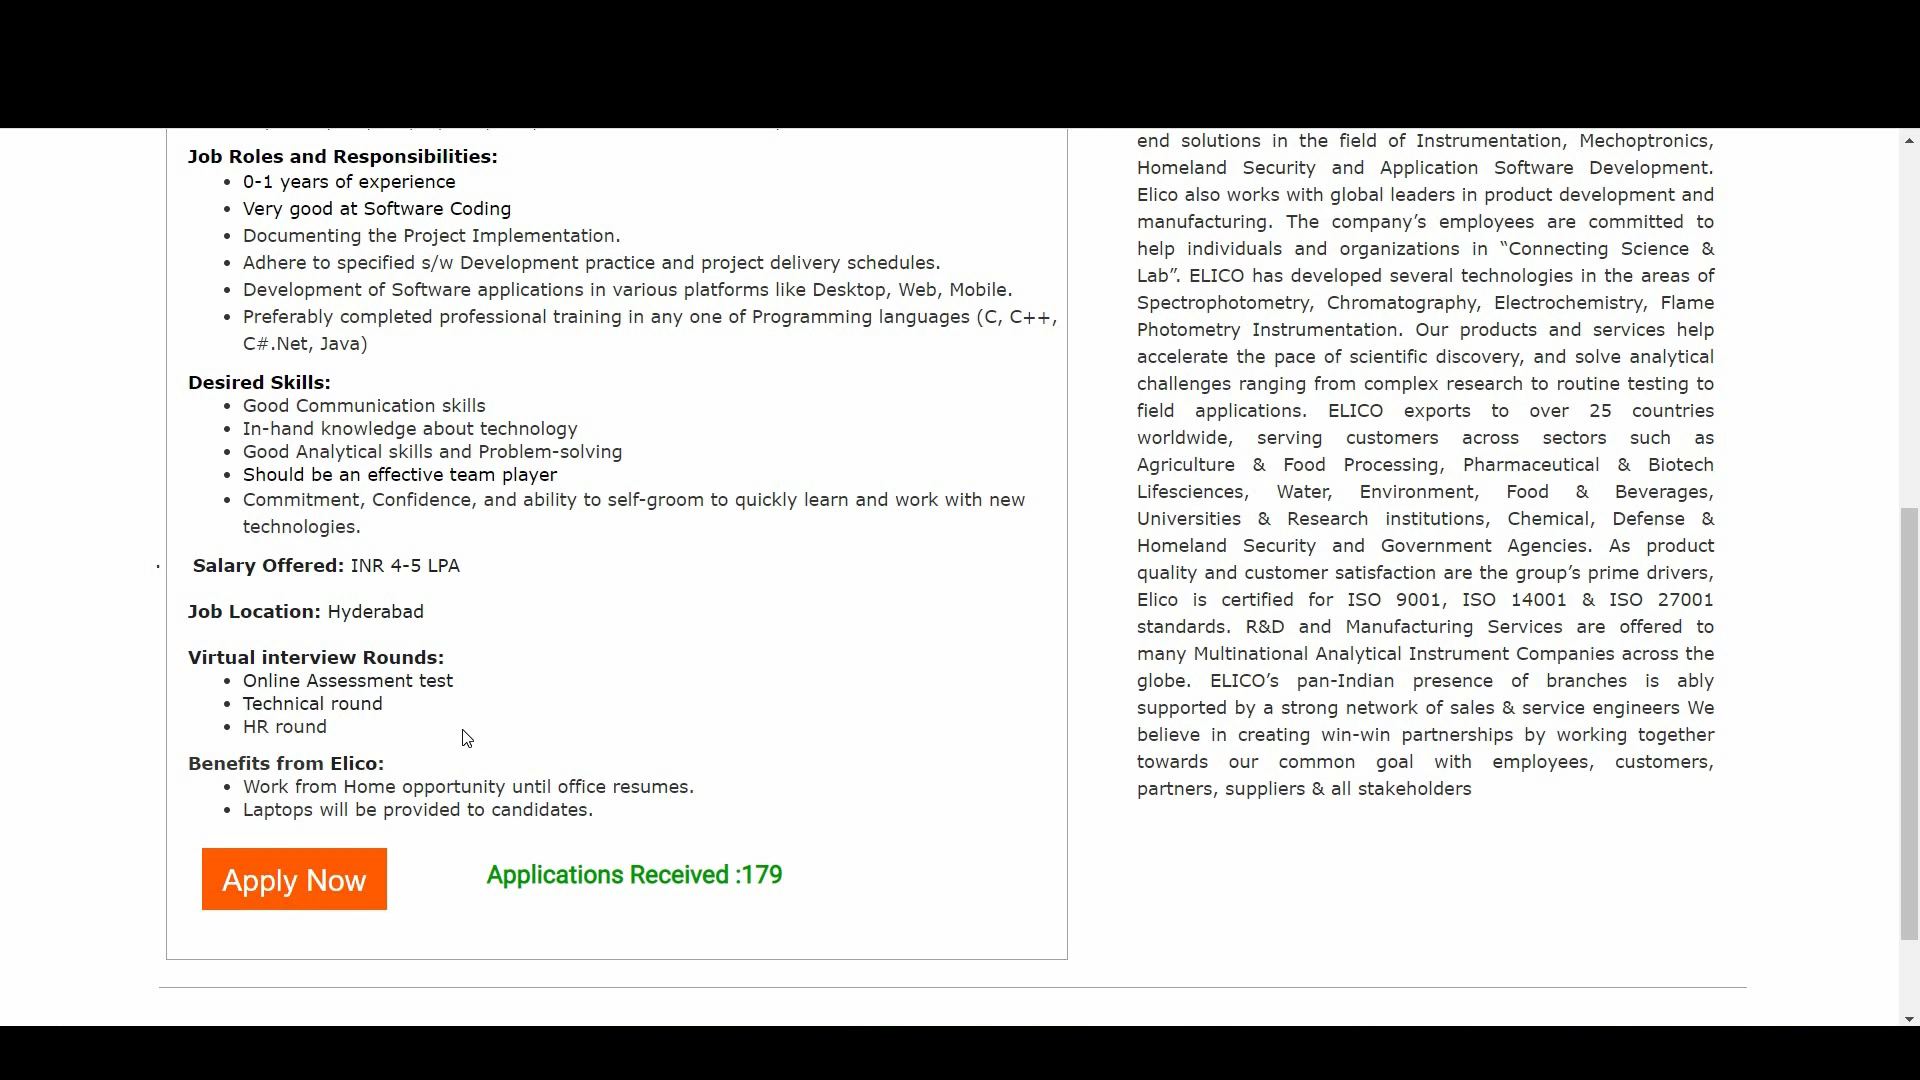 Job Roles and Responsibilities:
0-1 years of experience
Very good at Software Coding
Documenting the Project Implementation.
Adhere to specified s/w Development practice and project delivery schedules.
Development of Software applications in various platforms like Desktop, Web, Mobile.
Preferably completed professional training in any one of Programming languages (C, C++,
C#.Net, Java)
Desired Skills:
Good Communication skills
In-hand knowledge about technology
Good Analytical skills and Problem-solving
Should be an effective team player
Commitment, Confidence, and ability to self-groom to quickly learn and work with new
technologies.
Salary Offered: INR 4-5 LPA
Job Location: Hyderabad
Virtual interview Rounds:
Online Assessment test
Technical round
HR round
Benefits from Elico:
Work from Home opportunity until office resumes.
Laptops will be provided to candidates.
Apply Now
Applications Received :179
end solutions in the field of Instrumentation, Mechoptronics,
Homeland Security and Application Software Development.
Elico also works with global leaders in product development and
manufacturing. The company’s employees are committed to
help individuals and organizations in “Connecting Science &
Lab”. ELICO has developed several technologies in the areas of
Spectrophotometry, Chromatography, Electrochemistry, Flame
Photometry Instrumentation. Our products and services help
accelerate the pace of scientific discovery, and solve analytical
challenges ranging from complex research to routine testing to
field applications. ELICO exports to over 25 countries
worldwide, serving customers across sectors such as
Agriculture & Food Processing, Pharmaceutical & Biotech
Lifesciences, Water, Environment, Food & Beverages,
Universities & Research institutions, Chemical, Defense &
Homeland Security and Government Agencies. As product
quality and customer satisfaction are the group’s prime drivers,
Elico is certified for ISO 9001, ISO 14001 & ISO 27001
standards. R&D and Manufacturing Services are offered to
many Multinational Analytical Instrument Companies across the
globe. ELICO’s pan-Indian presence of branches is ably
supported by a strong network of sales & service engineers We
believe in creating win-win partnerships by working together
towards our common goal with employees, customers,
partners, suppliers & all stakeholders